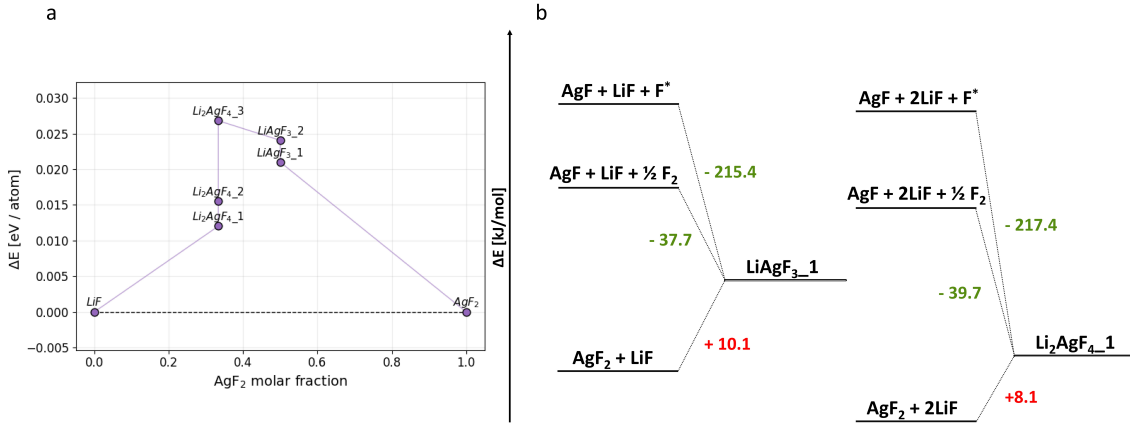 a
b
0.030
0.025
0.020
0.015
0.010
0.005
0.000
−0.005
ΔE [eV / atom]
Li₂AgF₄_3
LiAgF₃_2
LiAgF₃_1
Li₂AgF₄_2
Li₂AgF₄_1
LiF
AgF₂
0.0 0.2 0.4 0.6 0.8 1.0
AgF₂ molar fraction
ΔE [kJ/mol]
AgF + LiF + F*
- 215.4
AgF + LiF + ½ F₂
- 37.7
LiAgF₃_1
+ 10.1
AgF₂ + LiF
AgF + 2LiF + F*
- 217.4
AgF + 2LiF + ½ F₂
- 39.7
Li₂AgF₄_1
+8.1
AgF₂ + 2LiF